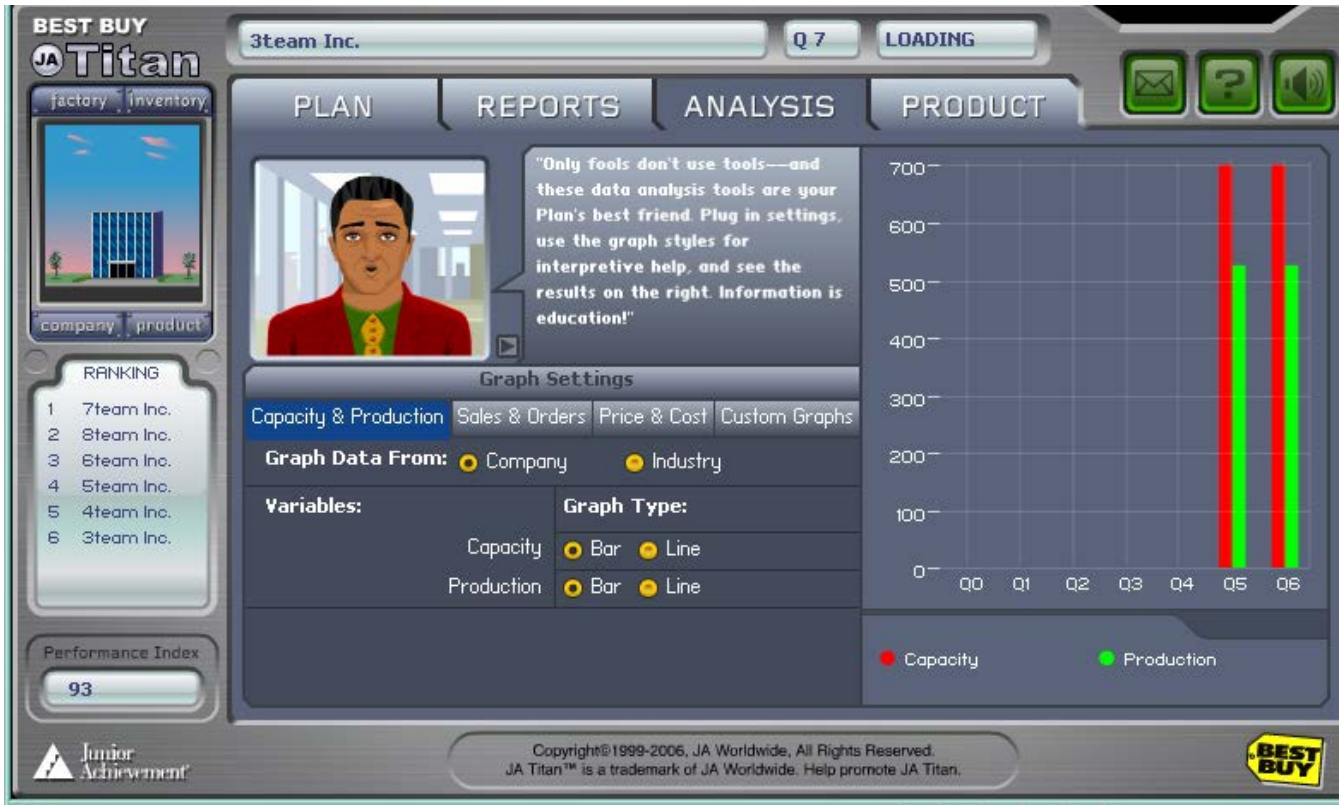 BEST BUY
JA Titan
3team Inc.
Q 7
LOADING
factory inventory
PLAN
REPORTS
ANALYSIS
PRODUCT
?
company product
"Only fools don't use tools––and
these data analysis tools are your
Plan's best friend. Plug in settings,
use the graph styles for
interpretive help, and see the
results on the right. Information is
education!"
RANKING
1 7team Inc.
2 8team Inc.
3 6team Inc.
4 5team Inc.
5 4team Inc.
6 3team Inc.
Performance Index
93
Graph Settings
Capacity & Production Sales & Orders Price & Cost Custom Graphs
Graph Data From: Company Industry
Variables: Graph Type:
Capacity Bar Line
Production Bar Line
700
600
500
400
300
200
100
0
Q0 Q1 Q2 Q3 Q4 Q5 Q6
Capacity Production
Junior
Achievement
Copyright©1999-2006, JA Worldwide, All Rights Reserved.
JA Titan™ is a trademark of JA Worldwide. Help promote JA Titan.
BEST
BUY